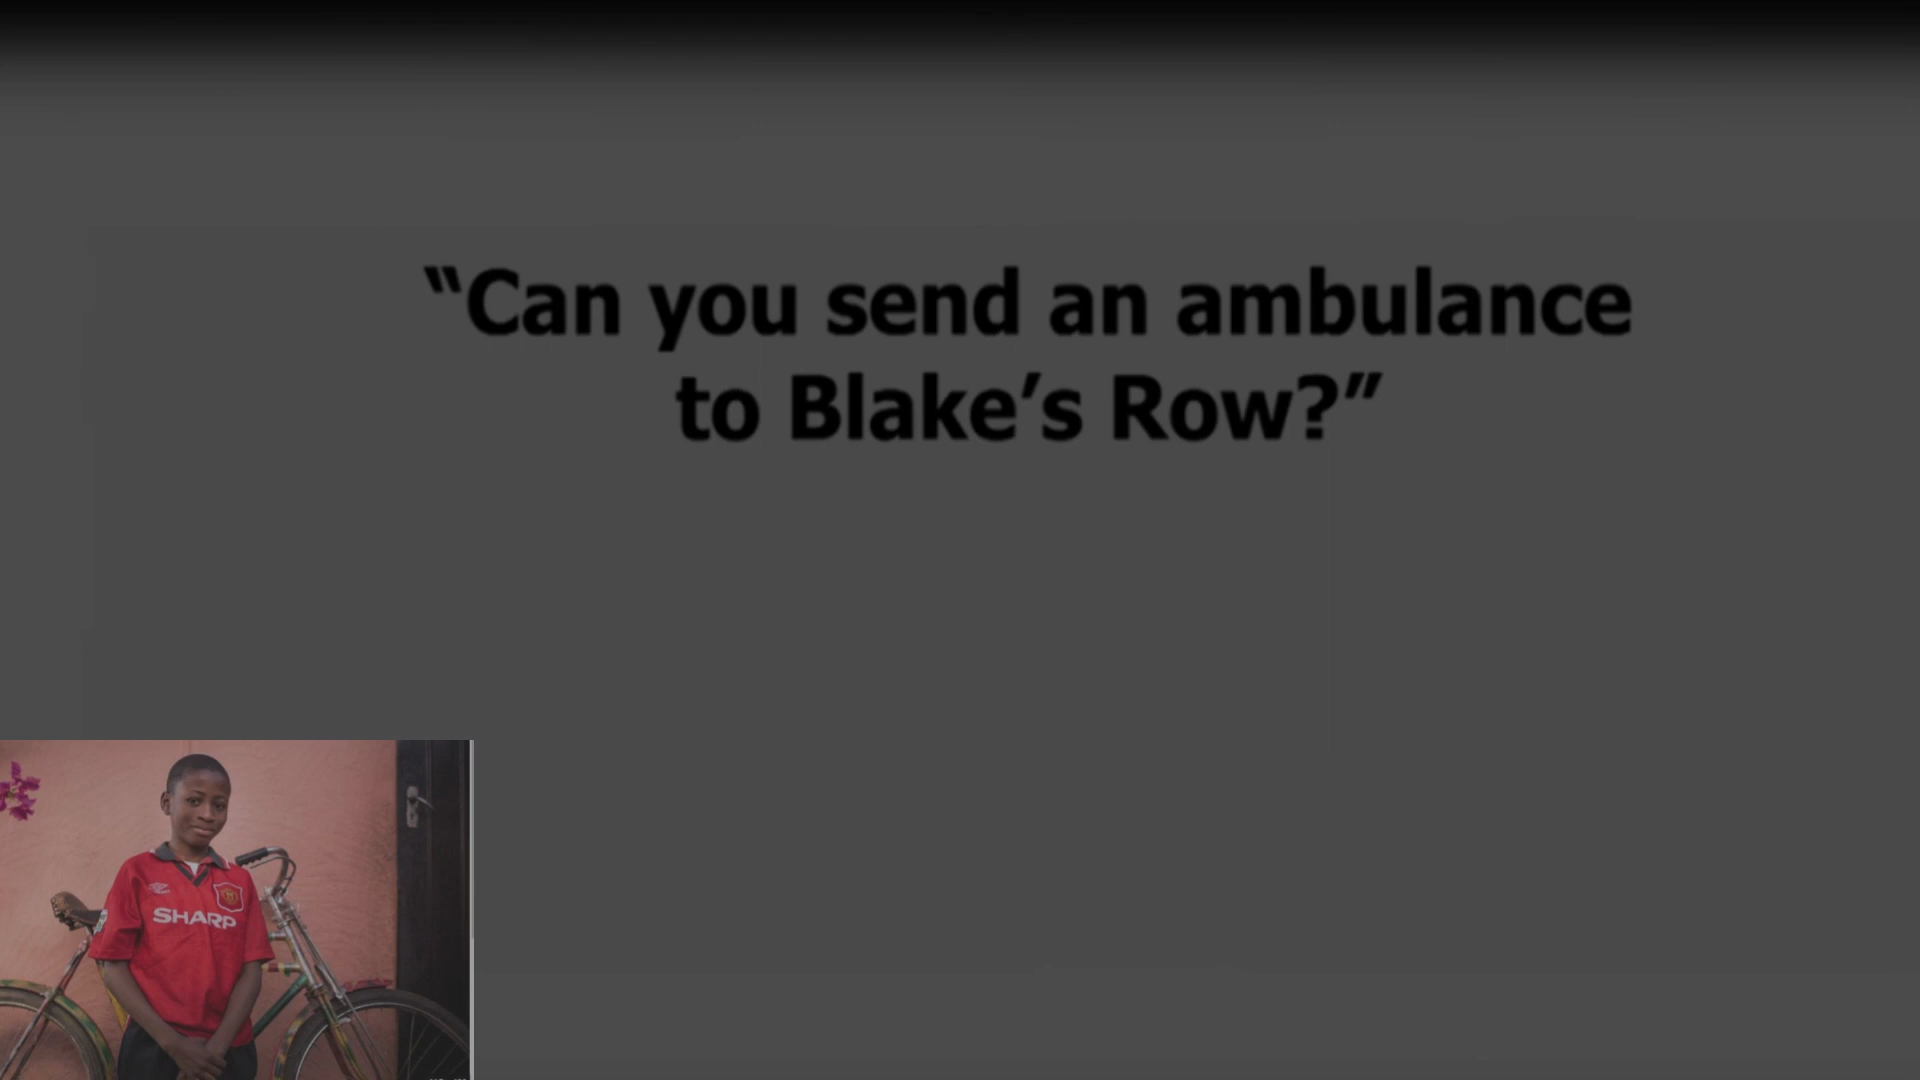 “Can you send an ambulance
to Blake’s Row?”
SHARP